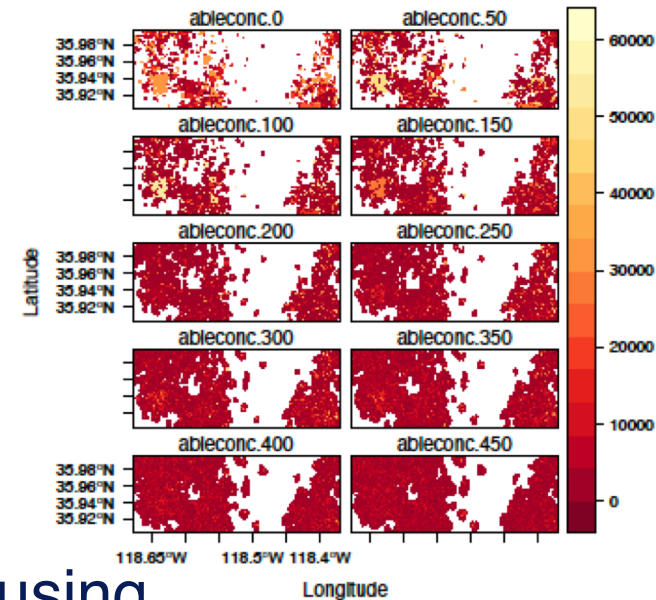 ableconc.0 ableconc.50
35.98°N
35.96°N
35.94°N
35.92°N
ableconc.100 ableconc.150
ableconc.200 ableconc.250
35.98°N
35.96°N
35.94°N
35.92°N
ableconc.300 ableconc.350
ableconc.400 ableconc.450
35.98°N
35.96°N
35.94°N
35.92°N
118.65°W 118.5°W 118.4°W
Longitude
Latitude
60000
50000
40000
30000
20000
10000
0
using